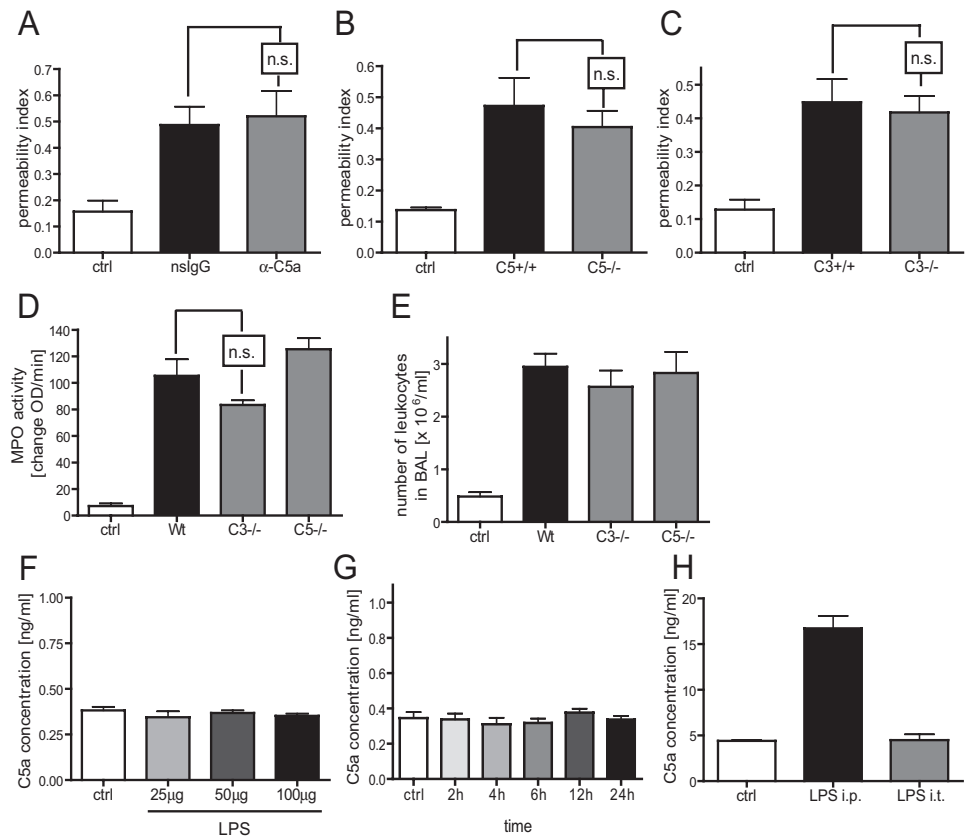 A
n.s.
permeability index
0.7
0.6
0.5
0.4
0.3
0.2
0.1
0.0
ctrl nsIgG α-C5a
B
n.s.
permeability index
0.6
0.5
0.4
0.3
0.2
0.1
0.0
ctrl C5+/+ C5-/-
C
n.s.
permeability index
0.5
0.4
0.3
0.2
0.1
0.0
ctrl C3+/+ C3-/-
D
n.s.
MPO activity
[change OD/min]
140
120
100
80
60
40
20
0
ctrl Wt C3-/- C5-/-
E
number of leukocytes
in BAL [x 10⁶/ml]
3
2
1
0
ctrl Wt C3-/- C5-/-
F
C5a concentration [ng/ml]
1.00
0.75
0.50
0.25
0.00
ctrl 25µg 50µg 100µg
LPS
G
C5a concentration [ng/ml]
1.0
0.8
0.6
0.4
0.2
0.0
ctrl 2h 4h 6h 12h 24h
time
H
C5a concentration [ng/ml]
20
15
10
5
0
ctrl LPS i.p. LPS i.t.